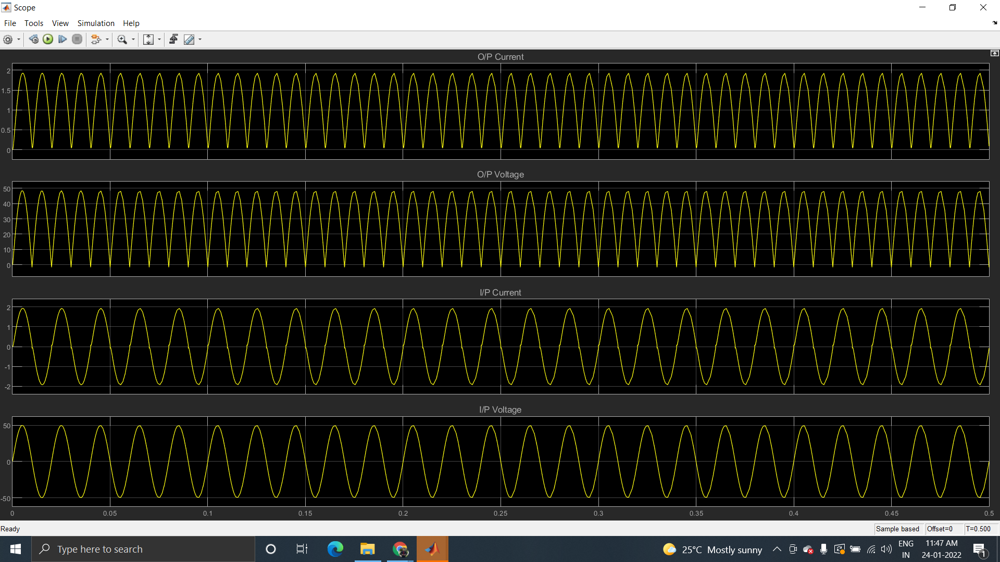 Scope
File Tools View Simulation Help
O/P Current
2
1.5
1
0.5
0
O/P Voltage
50
40
30
20
10
0
I/P Current
2
1
0
-1
-2
I/P Voltage
50
0
-50
0 0.05 0.1 0.15 0.2 0.25 0.3 0.35 0.4 0.45 0.5
Ready Sample based Offset=0 T=0.500
Type here to search 25°C Mostly sunny ENG IN 11:47 AM 24-01-2022 1